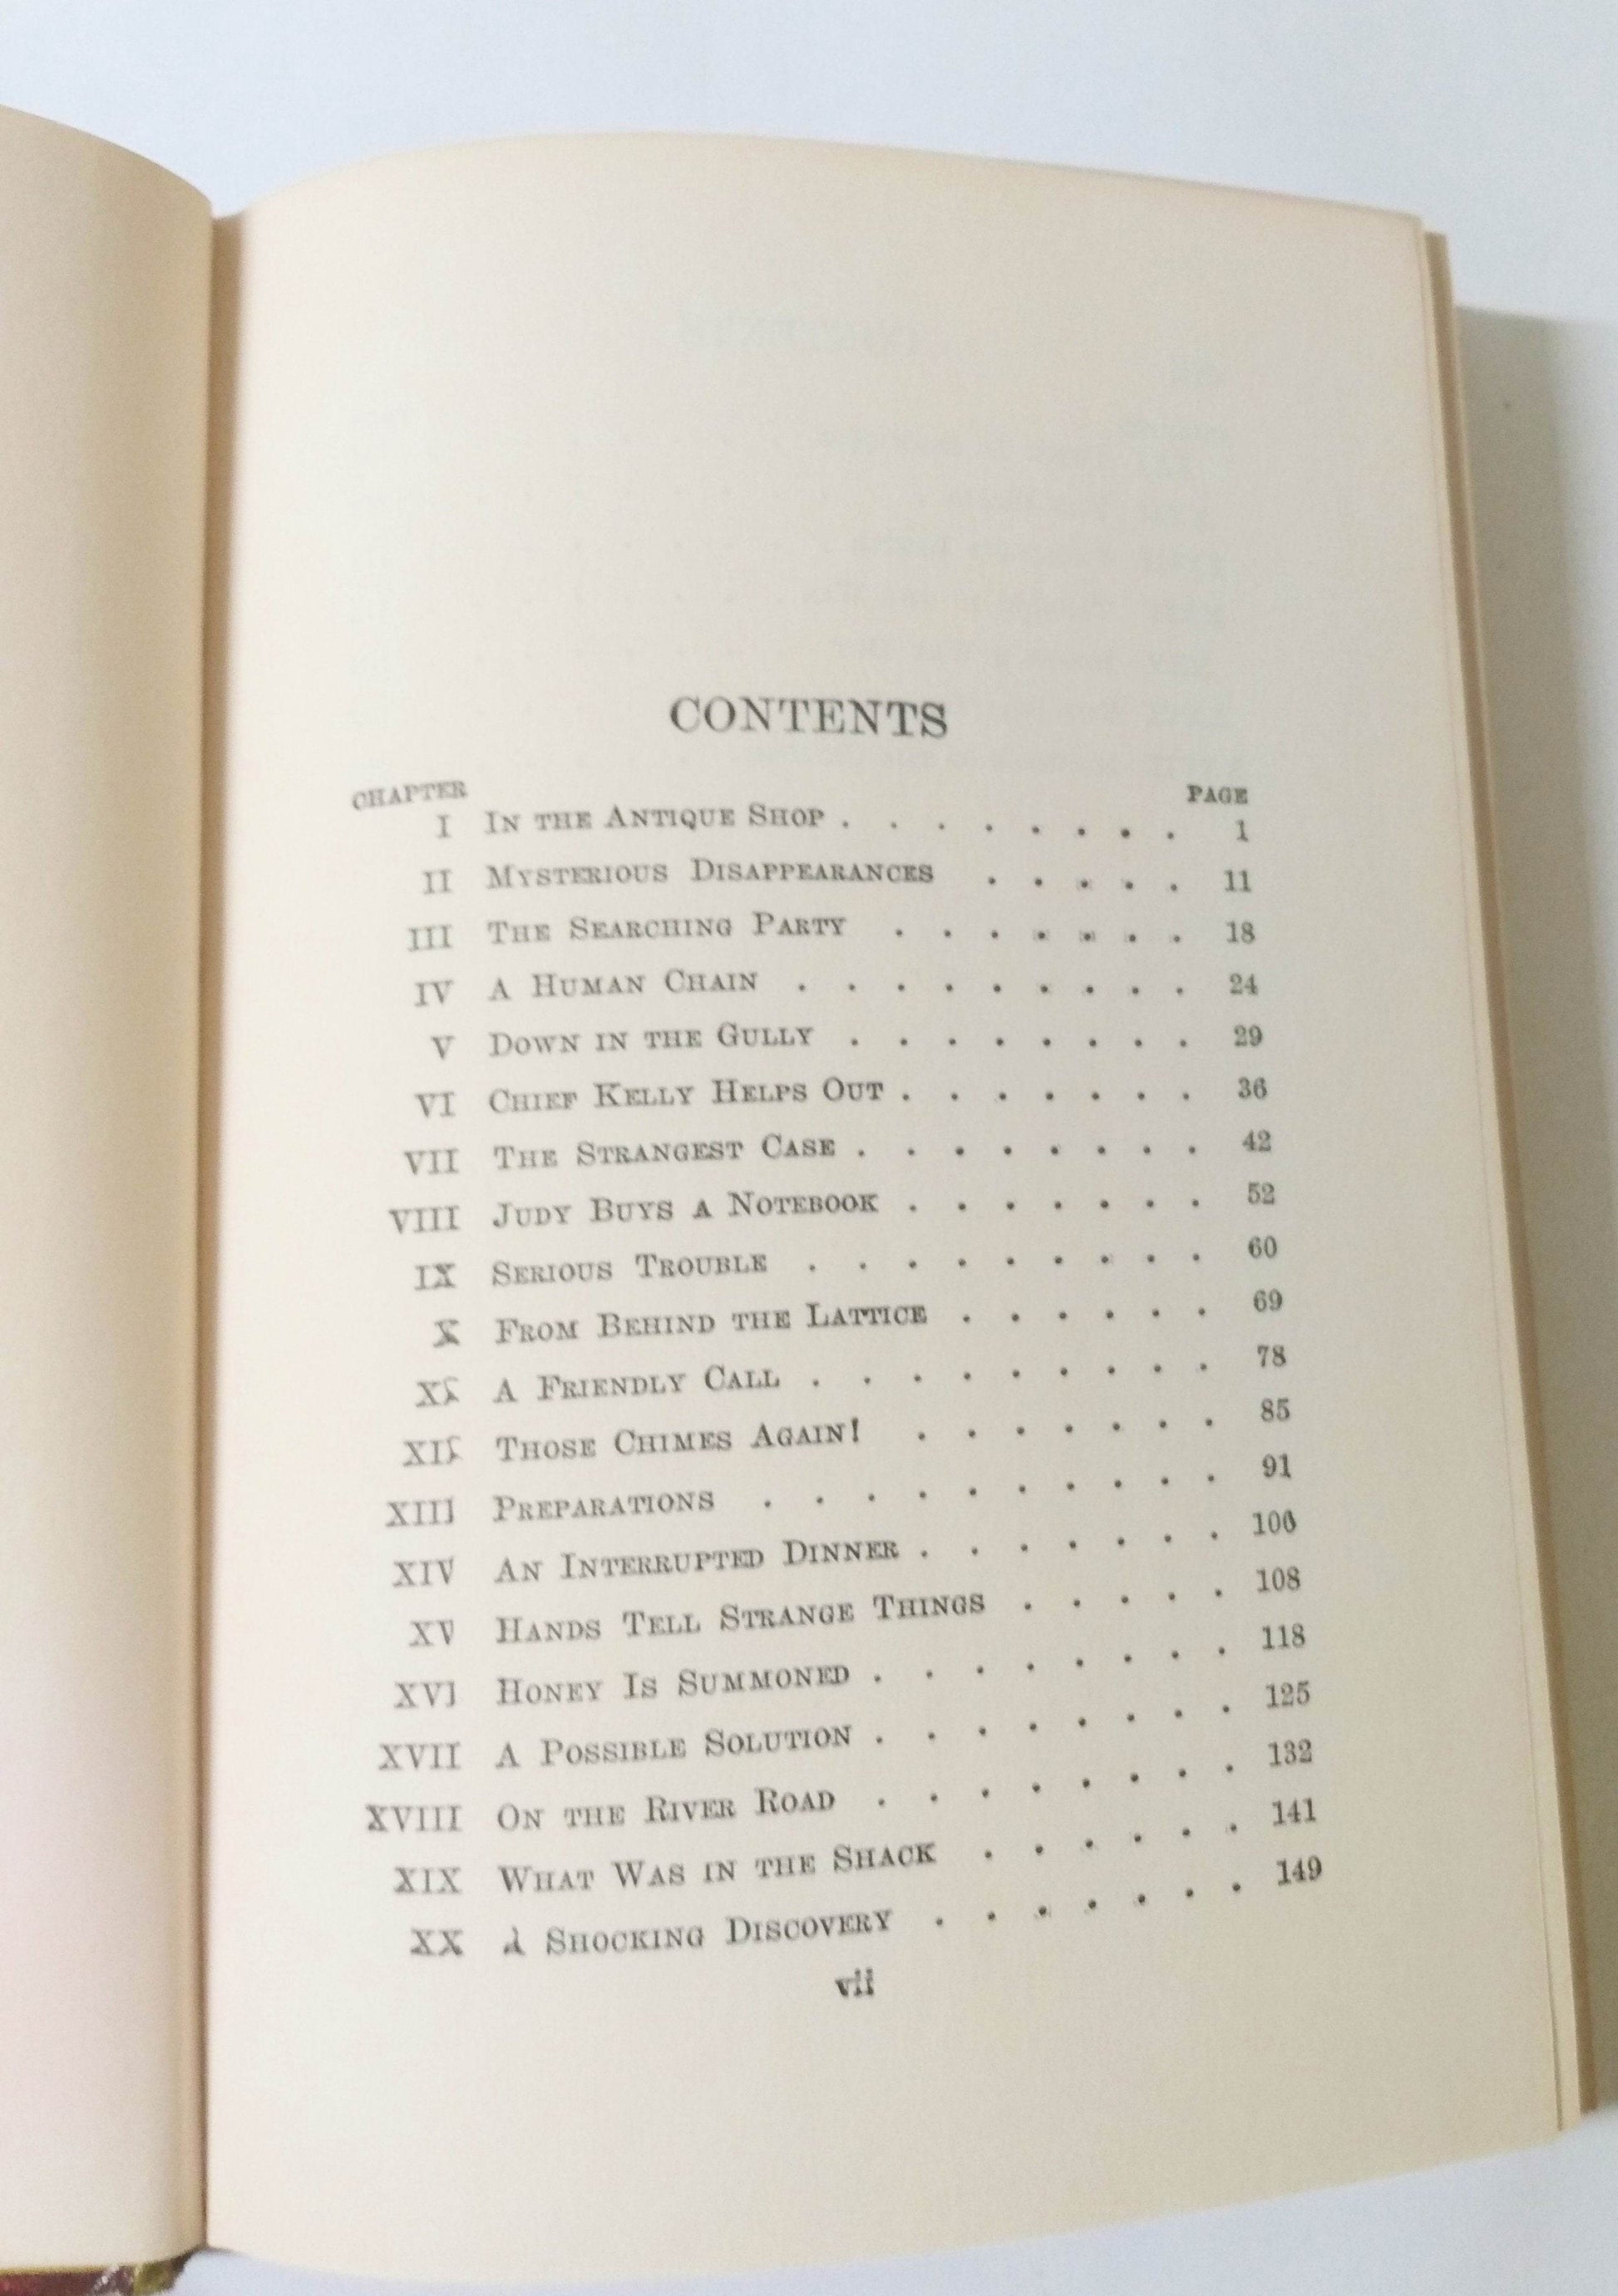 CONTENTS
CHAPTER PAGE
I IN THE ANTIQUE SHOP . . . . . . . . 1
II MYSTERIOUS DISAPPEARANCES . . . . . 11
III THE SEARCHING PARTY . . . . . . . 18
IV A HUMAN CHAIN . . . . . . . . . 24
V DOWN IN THE GULLY . . . . . . . . 29
VI CHIEF KELLY HELPS OUT . . . . . . . 36
VII THE STRANGEST CASE . . . . . . . . 42
VIII JUDY BUYS A NOTEBOOK . . . . . . . 52
IX SERIOUS TROUBLE . . . . . . . . . 60
X FROM BEHIND THE LATTICE . . . . . . 69
XI A FRIENDLY CALL . . . . . . . . . 78
XII THOSE CHIMES AGAIN! . . . . . . . 85
XIII PREPARATIONS . . . . . . . . . . 91
XIV AN INTERRUPTED DINNER . . . . . . . 100
XV HANDS TELL STRANGE THINGS . . . . . 108
XVI HONEY IS SUMMONED . . . . . . . . 118
XVII A POSSIBLE SOLUTION . . . . . . . . 125
XVIII ON THE RIVER ROAD . . . . . . . . 132
XIX WHAT WAS IN THE SHACK . . . . . . 141
XX A SHOCKING DISCOVERY . . . . . . . 149
vii